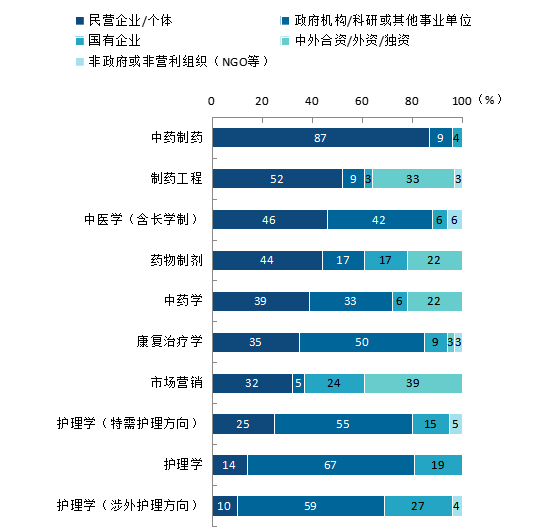 民营企业/个体 政府机构/科研或其他事业单位
国有企业 中外合资/外资/独资
非政府或非营利组织（NGO等）
0 20 40 60 80 100（%）
中药制药 87 9 4
制药工程 52 9 3 33 3
中医学（含长学制） 46 42 6 6
药物制剂 44 17 17 22
中药学 39 33 6 22
康复治疗学 35 50 9 3 3
市场营销 32 5 24 39
护理学（特需护理方向） 25 55 15 5
护理学 14 67 19
护理学（涉外护理方向） 10 59 27 4